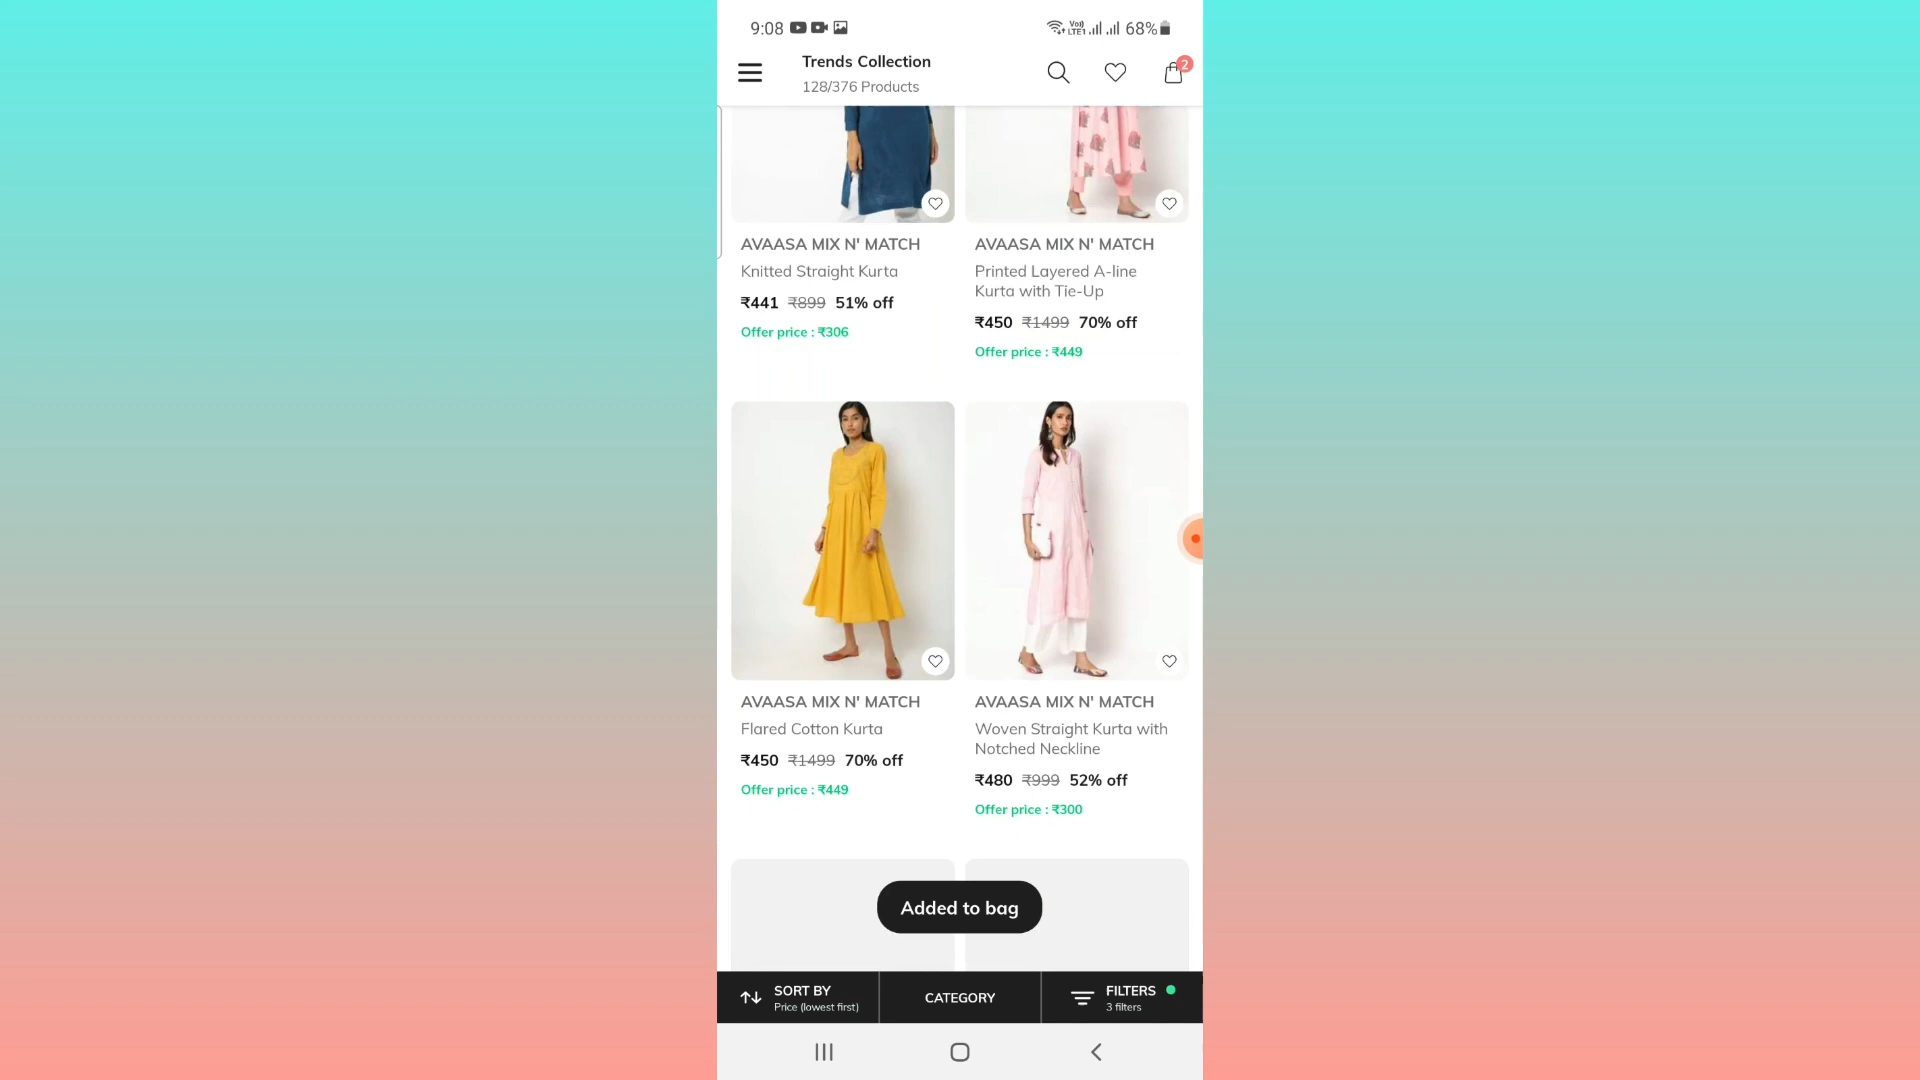 9:08
Vo))
LTE1
68%
Trends Collection
128/376 Products
2
AVAASA MIX N' MATCH
Knitted Straight Kurta
₹441 ₹899 51% off
Offer price : ₹306
AVAASA MIX N' MATCH
Printed Layered A-line
Kurta with Tie-Up
₹450 ₹1499 70% off
Offer price : ₹449
AVAASA MIX N' MATCH
Flared Cotton Kurta
₹450 ₹1499 70% off
Offer price : ₹449
AVAASA MIX N' MATCH
Woven Straight Kurta with
Notched Neckline
₹480 ₹999 52% off
Offer price : ₹300
Added to bag
SORT BY
Price (lowest first)
CATEGORY
FILTERS
3 filters